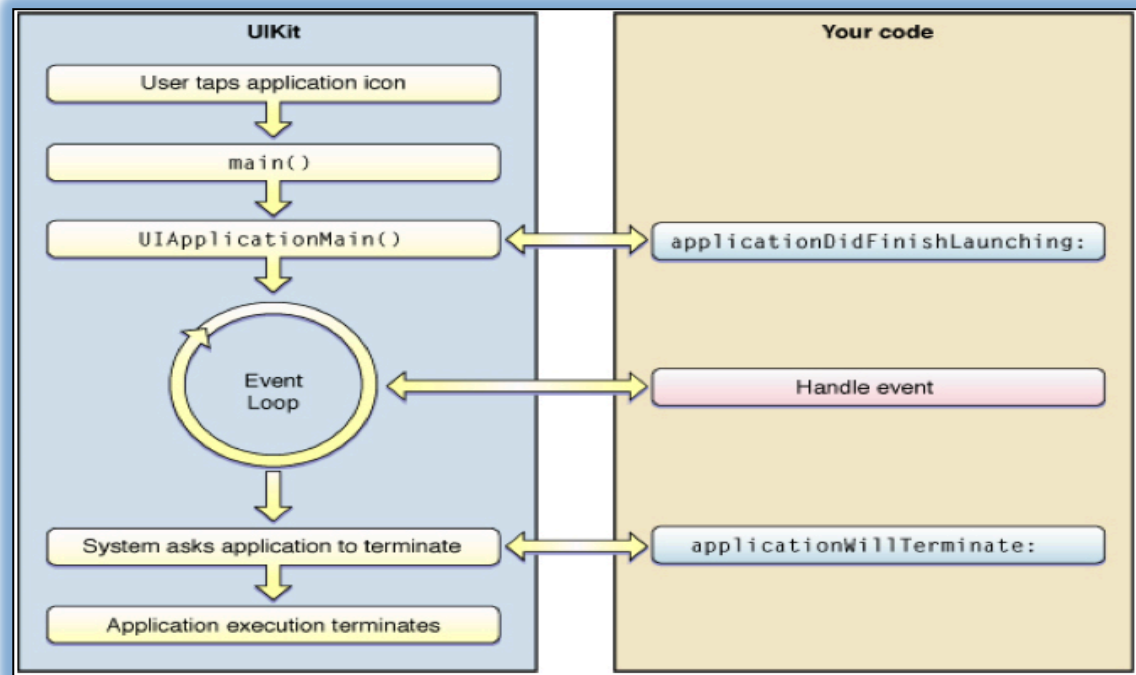 UIKit
Your code
User taps application icon
main()
UIApplicationMain()
applicationDidFinishLaunching:
Event
Loop
Handle event
System asks application to terminate
applicationWillTerminate:
Application execution terminates